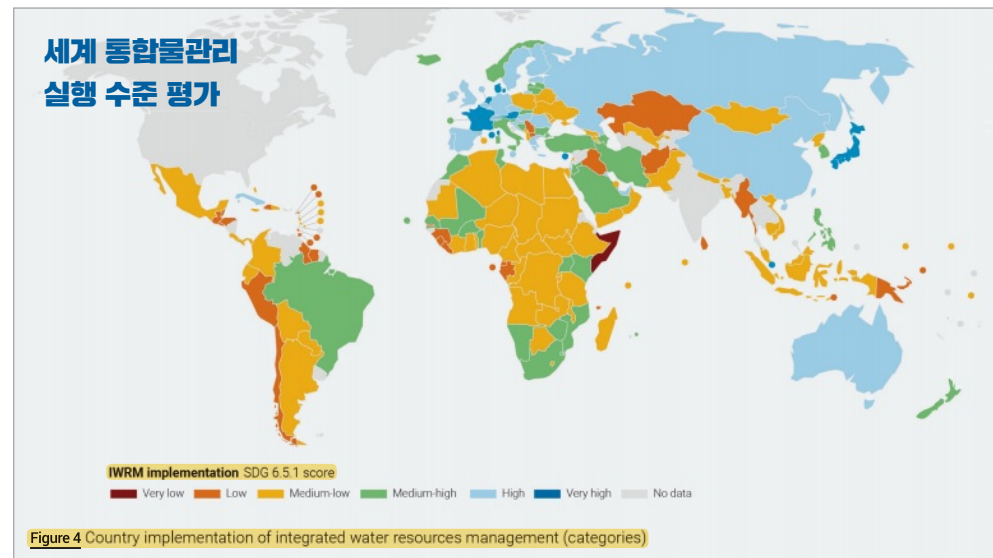 세계 통합물관리
실행 수준 평가
IWRM implementation SDG 6.5.1 score
Very low Low Medium-low Medium-high High Very high No data
Figure 4 Country implementation of integrated water resources management (categories)